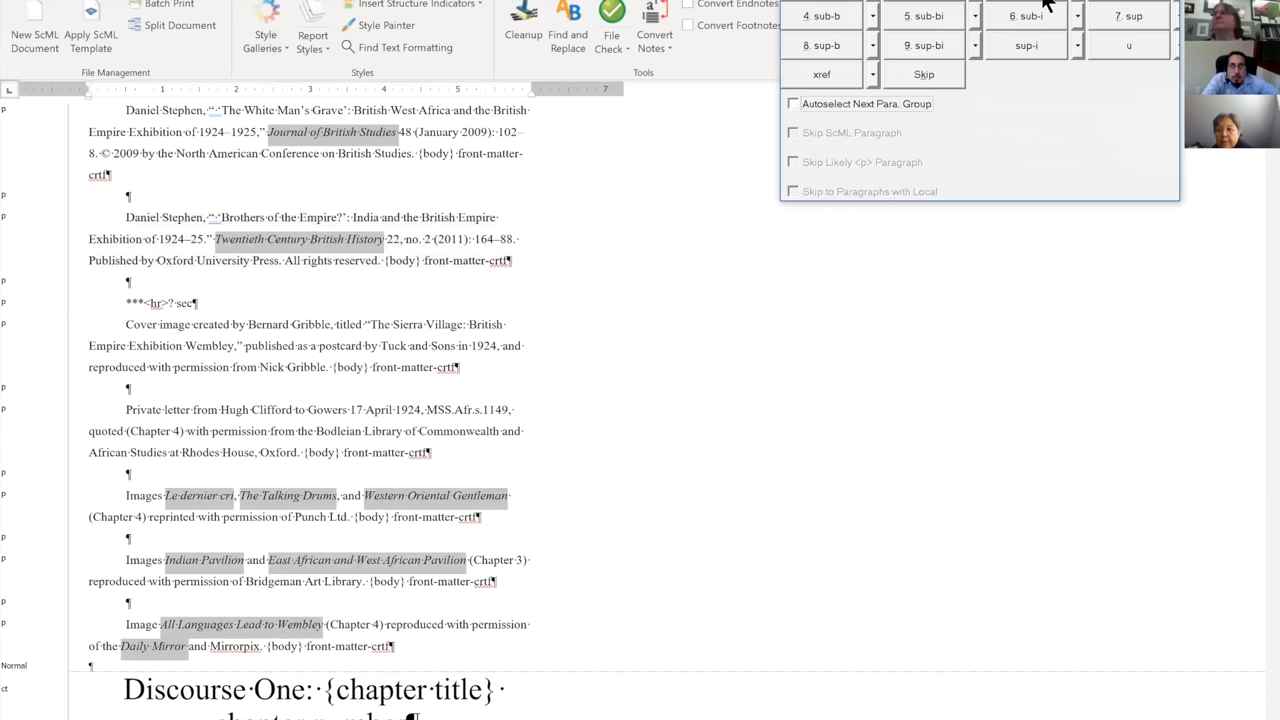 Batch Print
Insert Structure Indicators
Convert Endnotes
New ScML
Document
Apply ScML
Template
Split Document
Style
Galleries
Report
Styles
Style Painter
Find Text Formatting
Cleanup
Find and
Replace
File
Check
Convert
Notes
Convert Footnotes
File Management
Styles
Tools
4. sub-b
5. sub-bi
6. sub-i
7. sup
8. sup-b
9. sup-bi
sup-i
u
xref
Skip
Autoselect Next Para. Group
Skip ScML Paragraph
Skip Likely <p> Paragraph
Skip to Paragraphs with Local
1
2
3
4
5
7
p
Daniel·Stephen,·“·‘The·White·Man’s·Grave’:·British·West·Africa·and·the·British·
Empire·Exhibition·of·1924–1925,”·Journal·of·British·Studies·48·(January·2009):·102–
8.·©·2009·by·the·North·American·Conference·on·British·Studies.·{body}·front-matter-
crtf¶
p
¶
p
Daniel·Stephen,·“·‘Brothers·of·the·Empire?’:·India·and·the·British·Empire·
Exhibition·of·1924–25.”·Twentieth·Century·British·History·22,·no.·2·(2011):·164–88.·
Published·by·Oxford·University·Press.·All·rights·reserved.·{body}·front-matter-crtf¶
p
¶
p
***<hr>?·sec¶
p
Cover·image·created·by·Bernard·Gribble,·titled·“The·Sierra·Village:·British·
Empire·Exhibition·Wembley,”·published·as·a·postcard·by·Tuck·and·Sons·in·1924,·and·
reproduced·with·permission·from·Nick·Gribble.·{body}·front-matter-crtf¶
p
¶
p
Private·letter·from·Hugh·Clifford·to·Gowers·17·April·1924,·MSS.Afr.s.1149,·
quoted·(Chapter·4)·with·permission·from·the·Bodleian·Library·of·Commonwealth·and·
African·Studies·at·Rhodes·House,·Oxford.·{body}·front-matter-crtf¶
p
¶
p
Images·Le·dernier·cri,·The·Talking·Drums,·and·Western·Oriental·Gentleman·
(Chapter·4)·reprinted·with·permission·of·Punch·Ltd.·{body}·front-matter-crtf¶
p
¶
p
Images·Indian·Pavilion·and·East·African·and·West·African·Pavilion·(Chapter·3)·
reproduced·with·permission·of·Bridgeman·Art·Library.·{body}·front-matter-crtf¶
p
¶
p
Image·All·Languages·Lead·to·Wembley·(Chapter·4)·reproduced·with·permission·
of·the·Daily·Mirror·and·Mirrorpix.·{body}·front-matter-crtf¶
Normal
¶
ct
Discourse·One:·{chapter·title}·